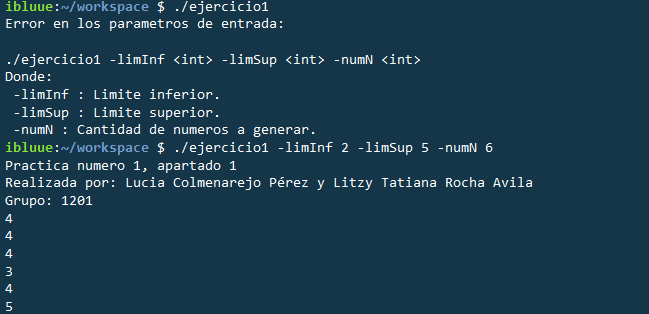 ibluue:~/workspace $ ./ejercicio1
Error en los parametros de entrada:
./ejercicio1 -limInf <int> -limSup <int> -numN <int>
Donde:
-limInf : Limite inferior.
-limSup : Limite superior.
-numN : Cantidad de numeros a generar.
ibluue:~/workspace $ ./ejercicio1 -limInf 2 -limSup 5 -numN 6
Practica numero 1, apartado 1
Realizada por: Lucia Colmenarejo Pérez y Litzy Tatiana Rocha Avila
Grupo: 1201
4
4
4
3
4
5